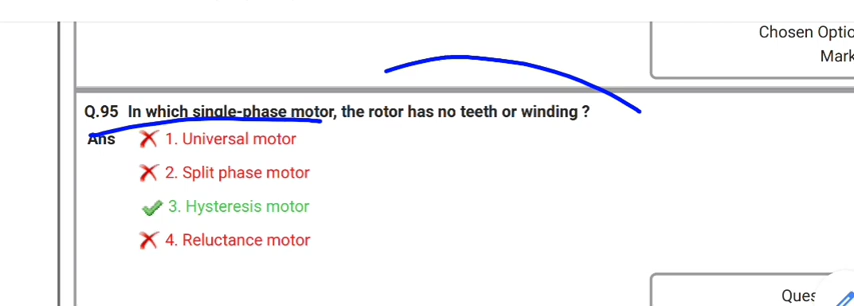 Chosen Optio
Mark
Q.95 In which single-phase motor, the rotor has no teeth or winding ?
Ans 1. Universal motor
2. Split phase motor
3. Hysteresis motor
4. Reluctance motor
Ques